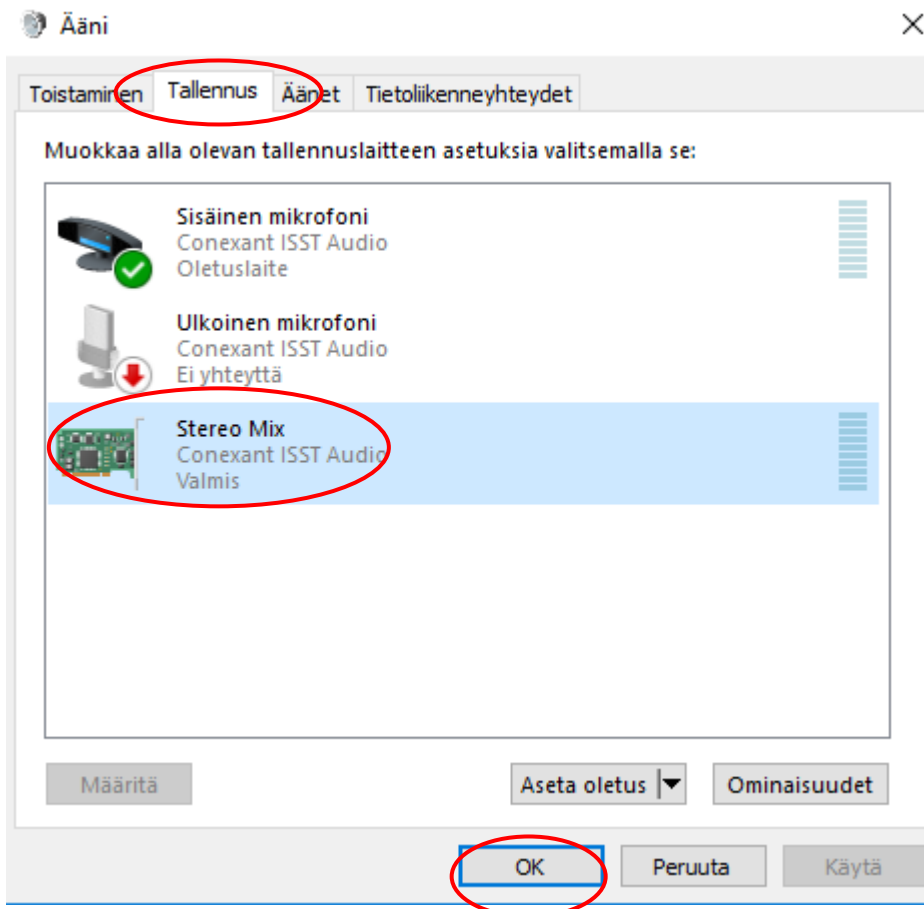 Ääni
Toistaminen Tallennus Äänet Tietoliikenneyhteydet
Muokkaa alla olevan tallennuslaitteen asetuksia valitsemalla se:
Sisäinen mikrofoni
Conexant ISST Audio
Oletuslaite
Ulkoinen mikrofoni
Conexant ISST Audio
Ei yhteyttä
Stereo Mix
Conexant ISST Audio
Valmis
Määritä Aseta oletus Ominaisuudet
OK Peruuta Käytä